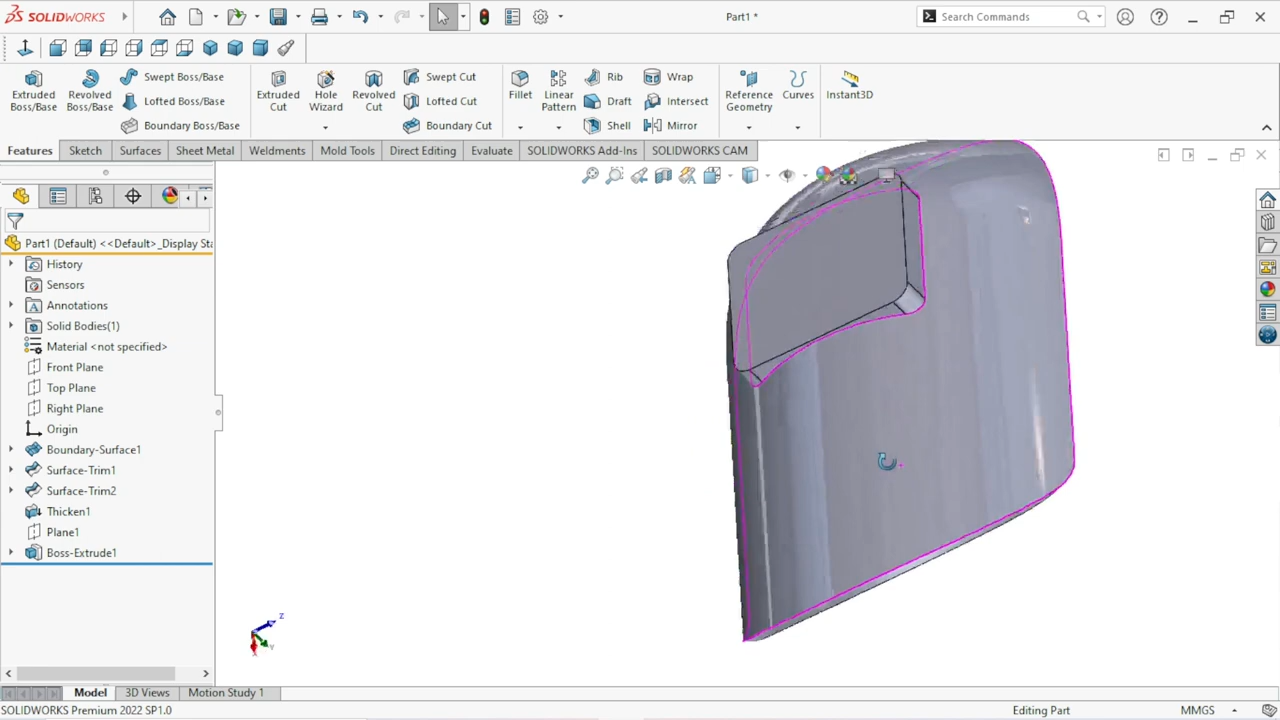 SOLIDWORKS
Part1 *
Search Commands
Extruded Boss/Base
Revolved Boss/Base
Swept Boss/Base
Lofted Boss/Base
Boundary Boss/Base
Extruded Cut
Hole Wizard
Revolved Cut
Swept Cut
Lofted Cut
Boundary Cut
Fillet
Linear Pattern
Rib
Draft
Shell
Wrap
Intersect
Mirror
Reference Geometry
Curves
Instant3D
Features
Sketch
Surfaces
Sheet Metal
Weldments
Mold Tools
Direct Editing
Evaluate
SOLIDWORKS Add-Ins
SOLIDWORKS CAM
Part1 (Default) <<Default>_Display Sta
History
Sensors
Annotations
Solid Bodies(1)
Material <not specified>
Front Plane
Top Plane
Right Plane
Origin
Boundary-Surface1
Surface-Trim1
Surface-Trim2
Thicken1
Plane1
Boss-Extrude1
Z
Model
3D Views
Motion Study 1
SOLIDWORKS Premium 2022 SP1.0
Editing Part
MMGS